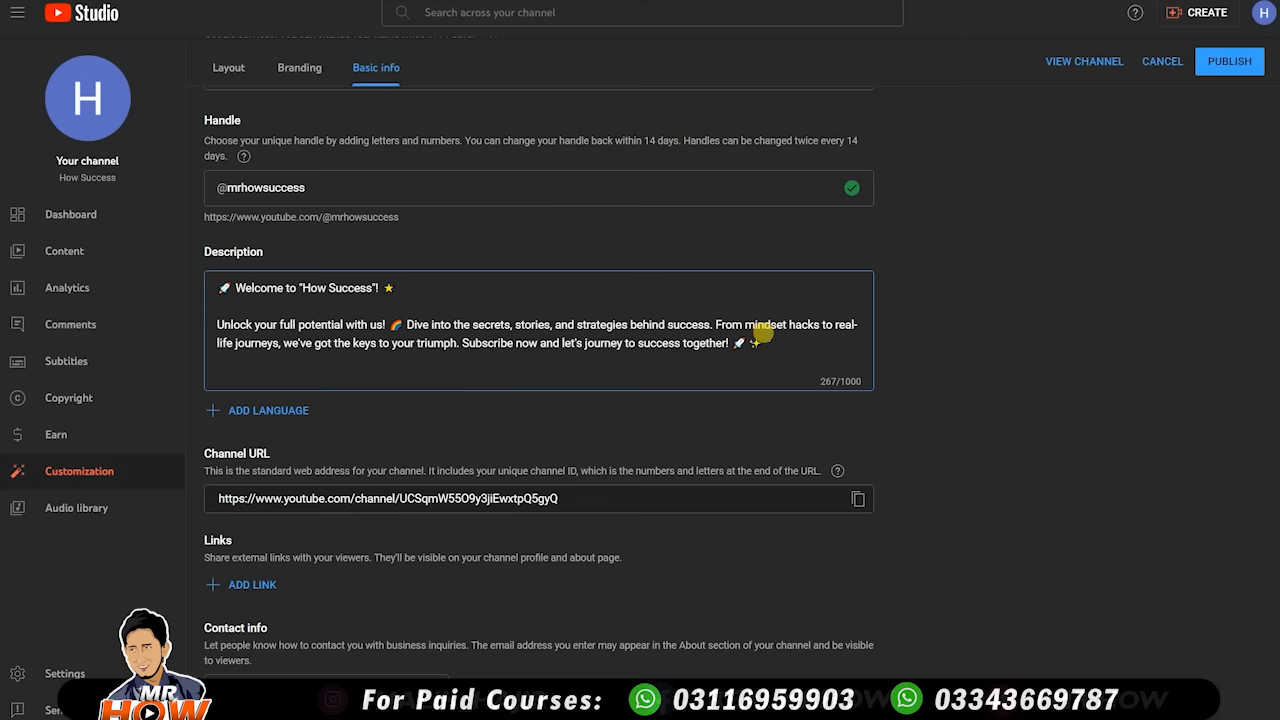 Studio
Search across your channel
CREATE
H
Layout
Branding
Basic info
VIEW CHANNEL
CANCEL
PUBLISH
H
Your channel
How Success
Dashboard
Content
Analytics
Comments
Subtitles
Copyright
Earn
Customization
Audio library
Settings
Handle
Choose your unique handle by adding letters and numbers. You can change your handle back within 14 days. Handles can be changed twice every 14
days.
@mrhowsuccess
https://www.youtube.com/@mrhowsuccess
Description
🚀 Welcome to "How Success"! ⭐
Unlock your full potential with us! 🌈 Dive into the secrets, stories, and strategies behind success. From mindset hacks to real-
life journeys, we've got the keys to your triumph. Subscribe now and let's journey to success together! 🚀 ✨
267/1000
ADD LANGUAGE
Channel URL
This is the standard web address for your channel. It includes your unique channel ID, which is the numbers and letters at the end of the URL.
https://www.youtube.com/channel/UCSqmW55O9y3jiEwxtpQ5gyQ
Links
Share external links with your viewers. They'll be visible on your channel profile and about page.
ADD LINK
Contact info
Let people know how to contact you with business inquiries. The email address you enter may appear in the About section of your channel and be visible
to viewers.
MR
HOW
For Paid Courses: 03116959903 03343669787